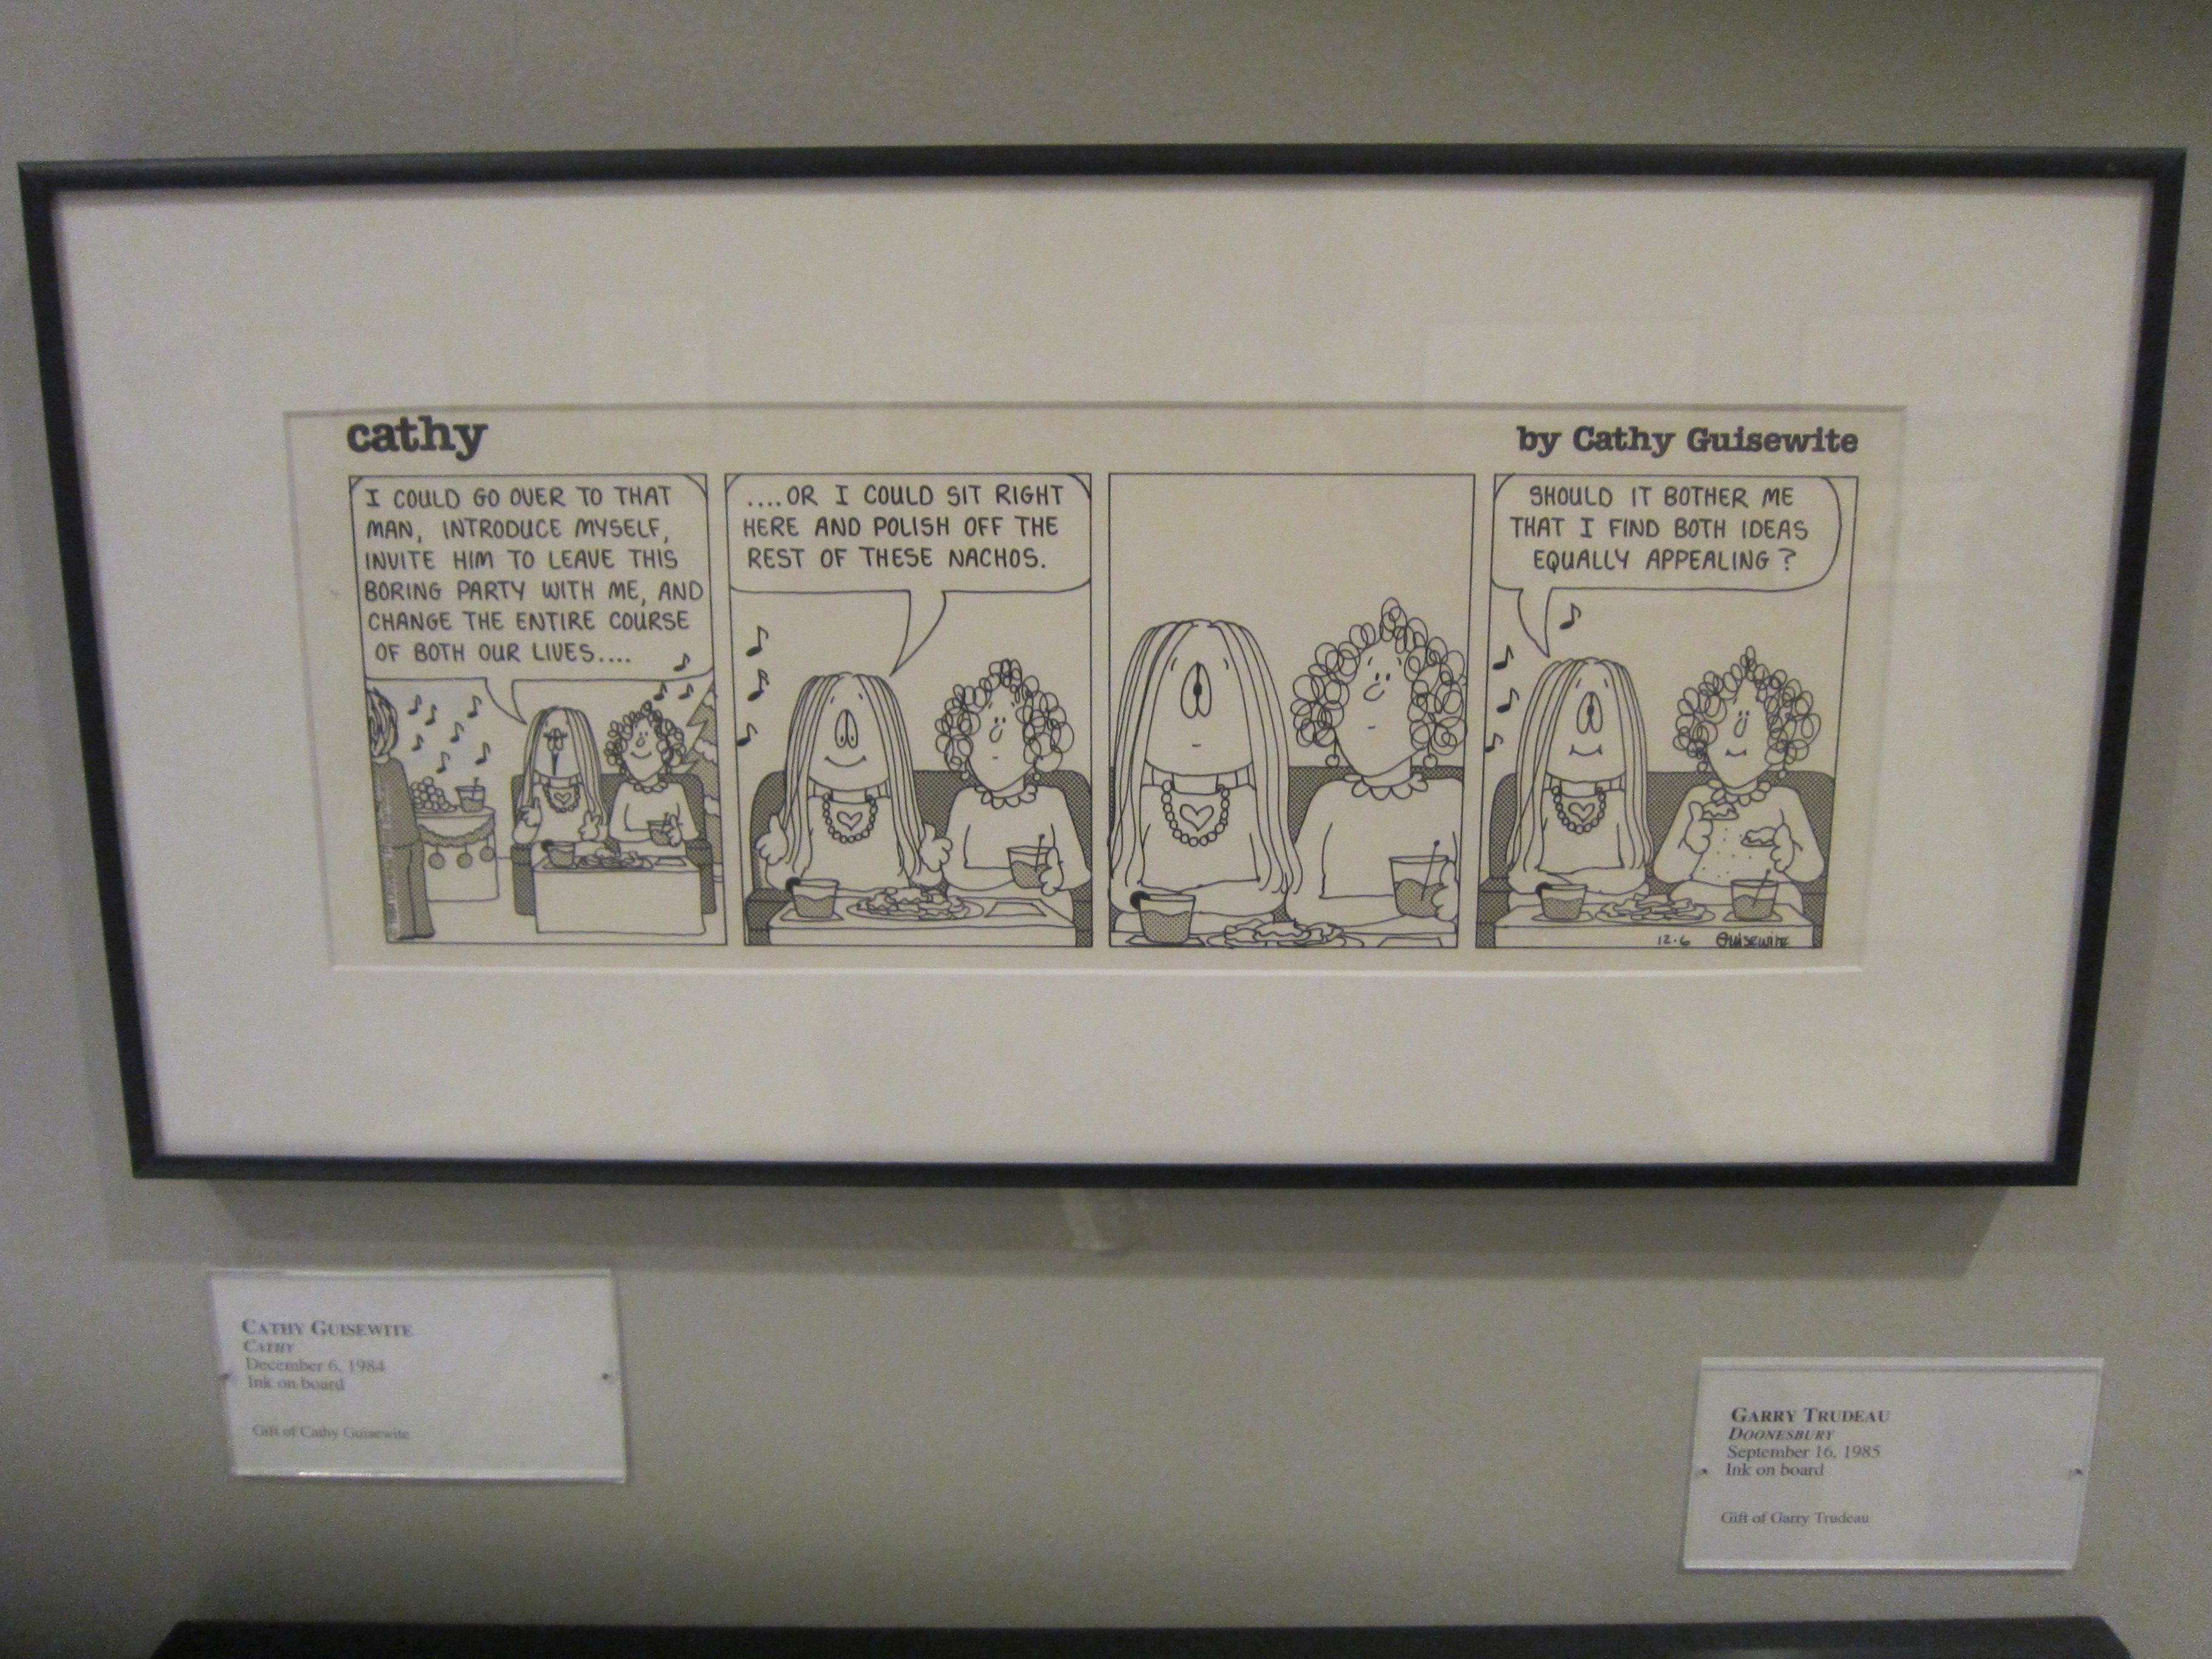 cathy
by Cathy Guisewite
I COULD GO OVER TO THAT
MAN, INTRODUCE MYSELF,
INVITE HIM TO LEAVE THIS
BORING PARTY WITH ME, AND
CHANGE THE ENTIRE COURSE
OF BOTH OUR LIVES....
....OR I COULD SIT RIGHT
HERE AND POLISH OFF THE
REST OF THESE NACHOS.
SHOULD IT BOTHER ME
THAT I FIND BOTH IDEAS
EQUALLY APPEALING?
12.6 Guisewite
CATHY GUISEWITE
CATHY
December 6, 1984
Ink on board
Gift of Cathy Guisewite
GARRY TRUDEAU
DOONESBURY
September 16, 1985
Ink on board
Gift of Garry Trudeau